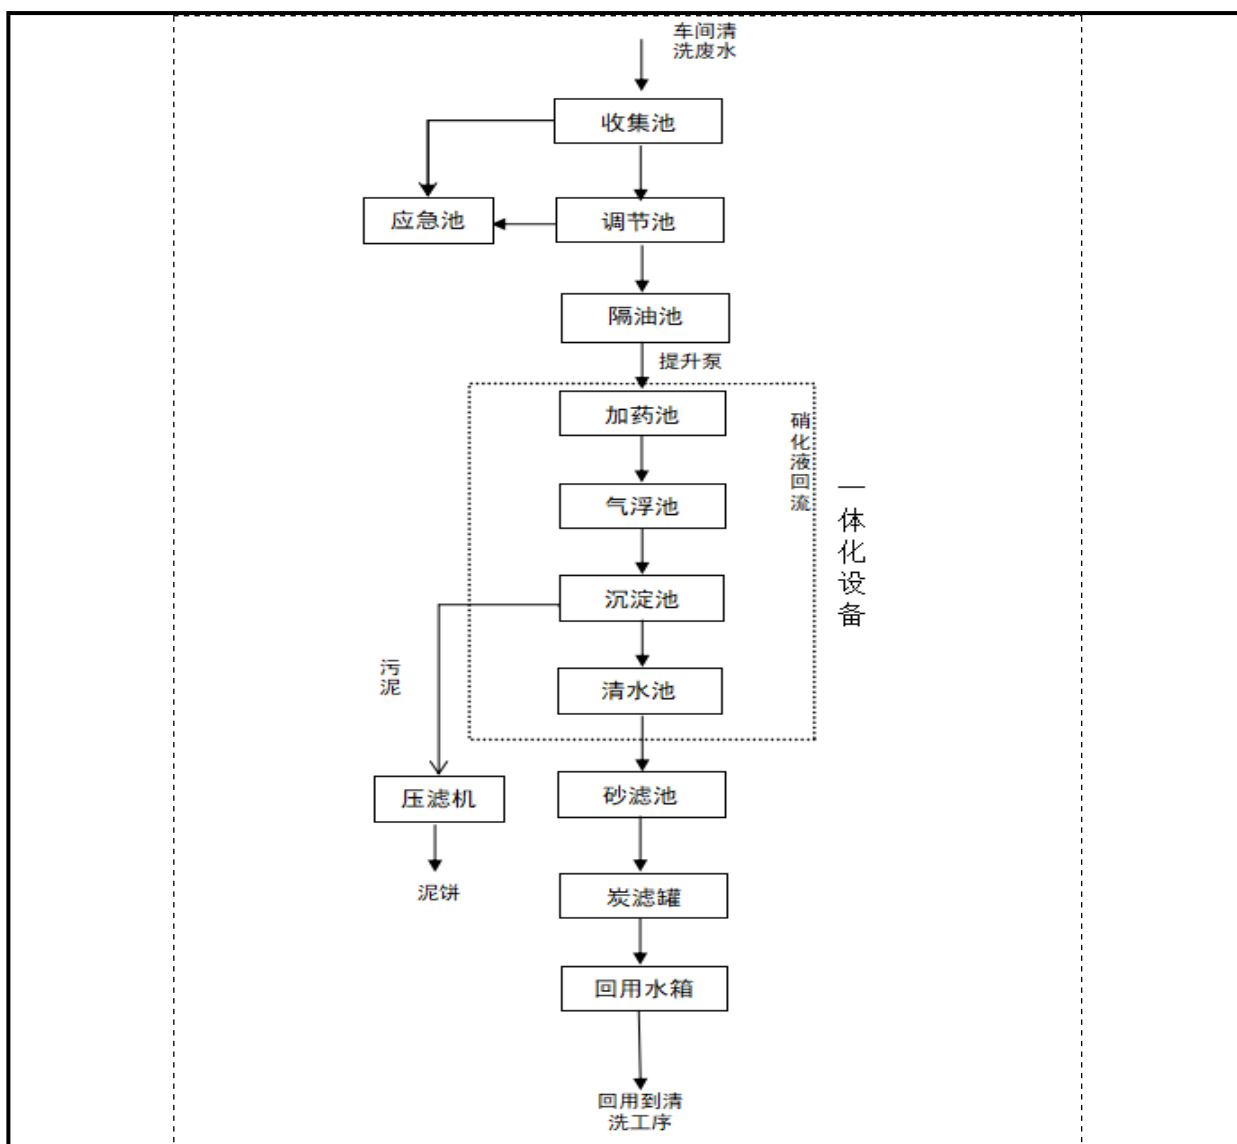 车间清
洗废水
收集池
应急池
调节池
隔油池
提升泵
加药池
硝化液回流
气浮池
一体化设备
沉淀池
污泥
清水池
压滤机
砂滤池
泥饼
炭滤罐
回用水箱
回用到清
洗工序